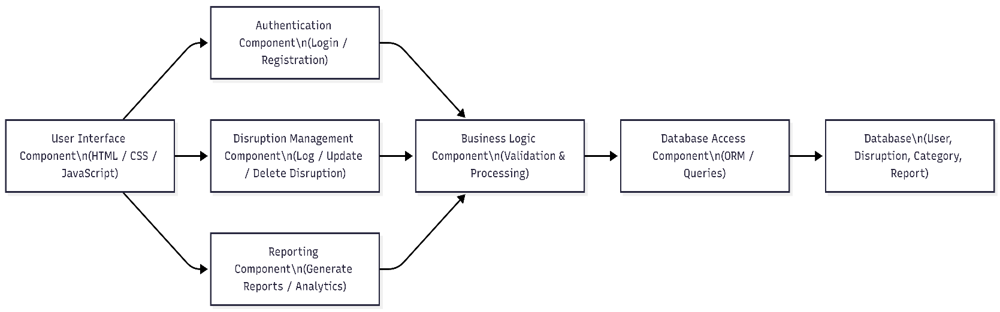 Authentication
Component\n(Login /
Registration)
User Interface
Component\n(HTML / CSS /
JavaScript)
Disruption Management
Component\n(Log / Update
/ Delete Disruption)
Business Logic
Component\n(Validation &
Processing)
Database Access
Component\n(ORM /
Queries)
Database\n(User,
Disruption, Category,
Report)
Reporting
Component\n(Generate
Reports / Analytics)